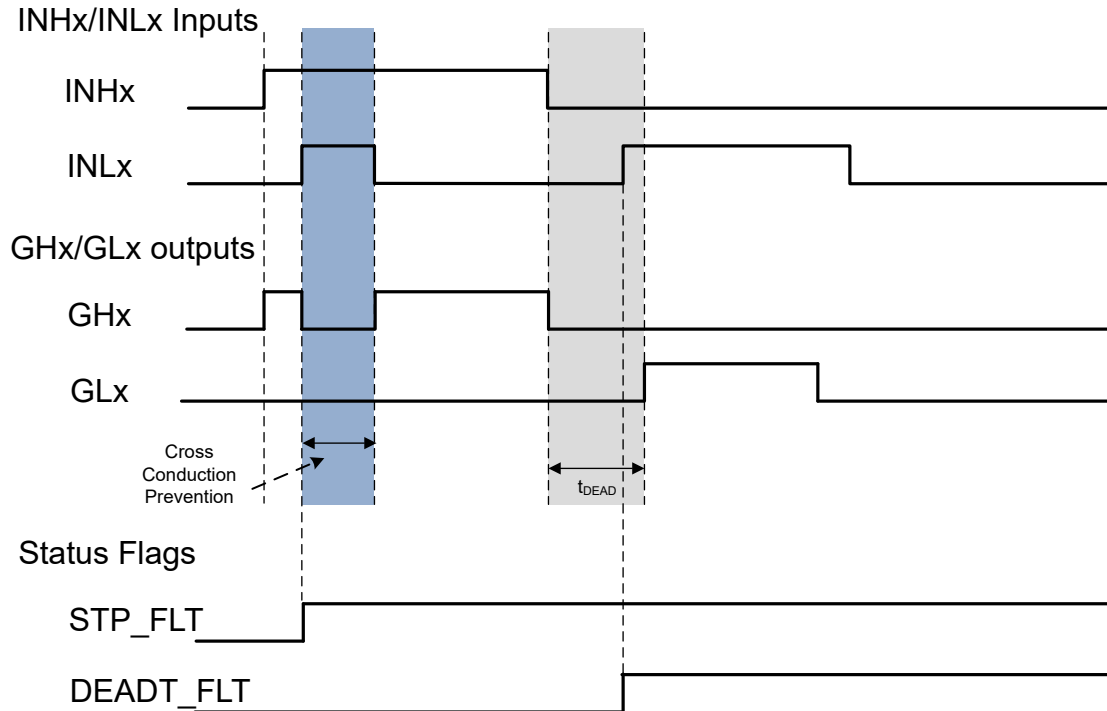 INHx/INLx Inputs
INHx
INLx
GHx/GLx outputs
GHx
GLx
Cross
Conduction
Prevention
tDEAD
Status Flags
STP_FLT
DEADT_FLT